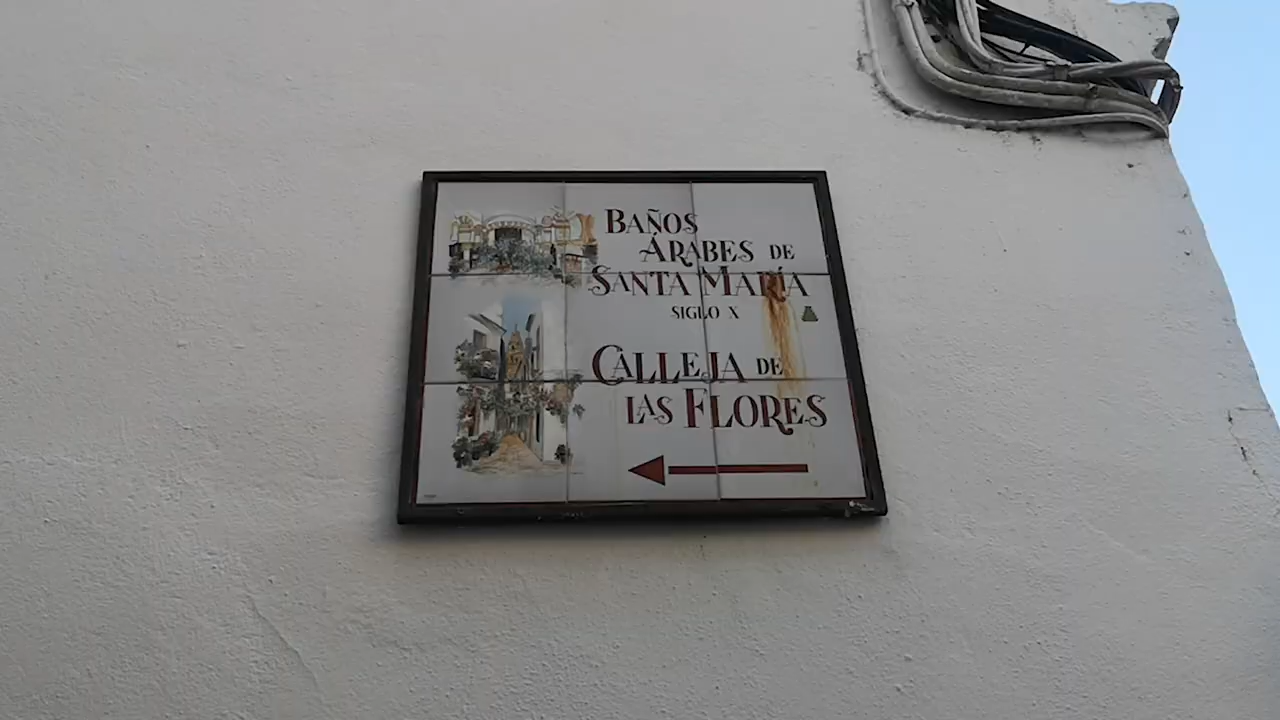 BAÑOS
ÁRABES DE
SANTA MARÍA
SIGLO X
CALLEJA DE
LAS FLORES